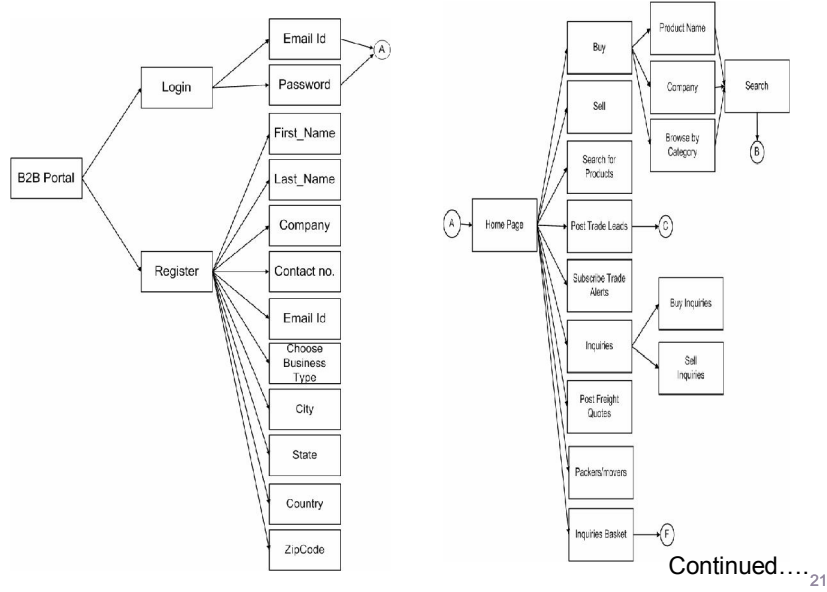 B2B Portal
Login
Register
Email Id
Password
A
First_Name
Last_Name
Company
Contact no.
Email Id
Choose
Business
Type
City
State
Country
ZipCode
A
Home Page
Buy
Sell
Search for
Products
Post Trade Leads
C
Subscribe Trade
Alerts
Inquiries
Post Freight
Quotes
Packers/movers
Inquiries Basket
F
Product Name
Company
Browse by
Category
Search
B
Buy Inquiries
Sell
Inquiries
Continued....
21